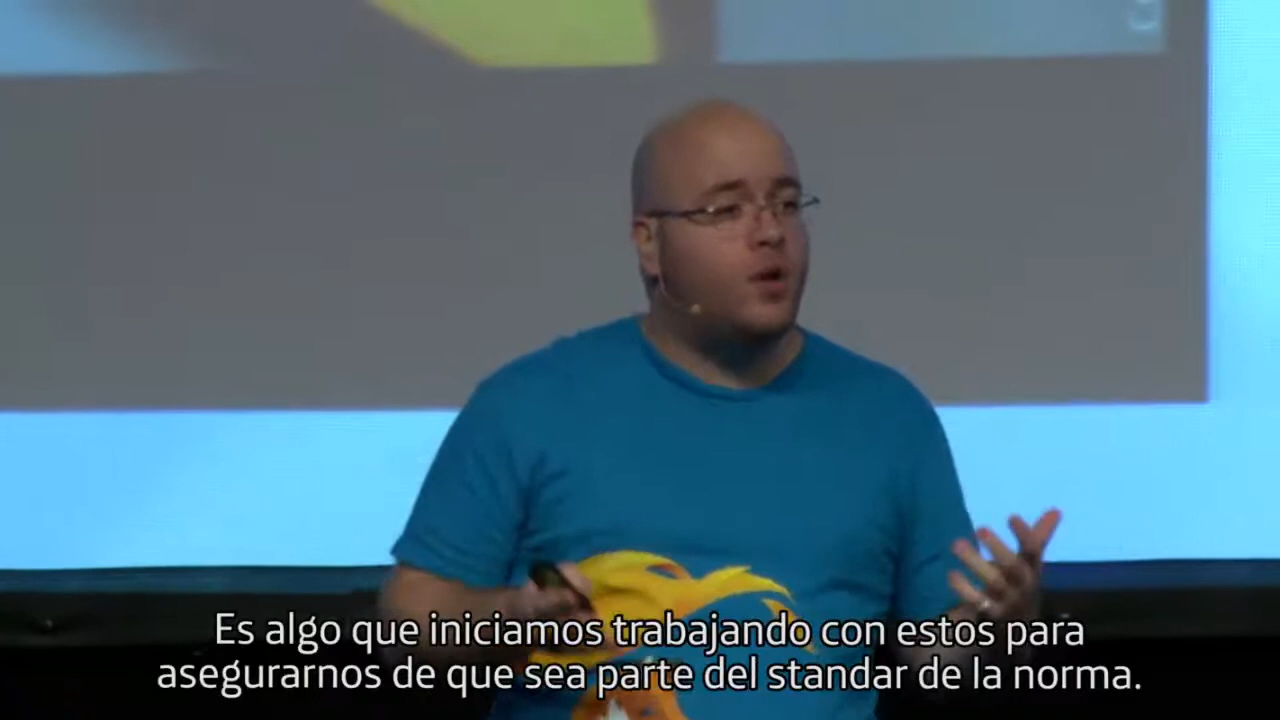 Es algo que iniciamos trabajando con estos para
asegurarnos de que sea parte del standar de la norma.